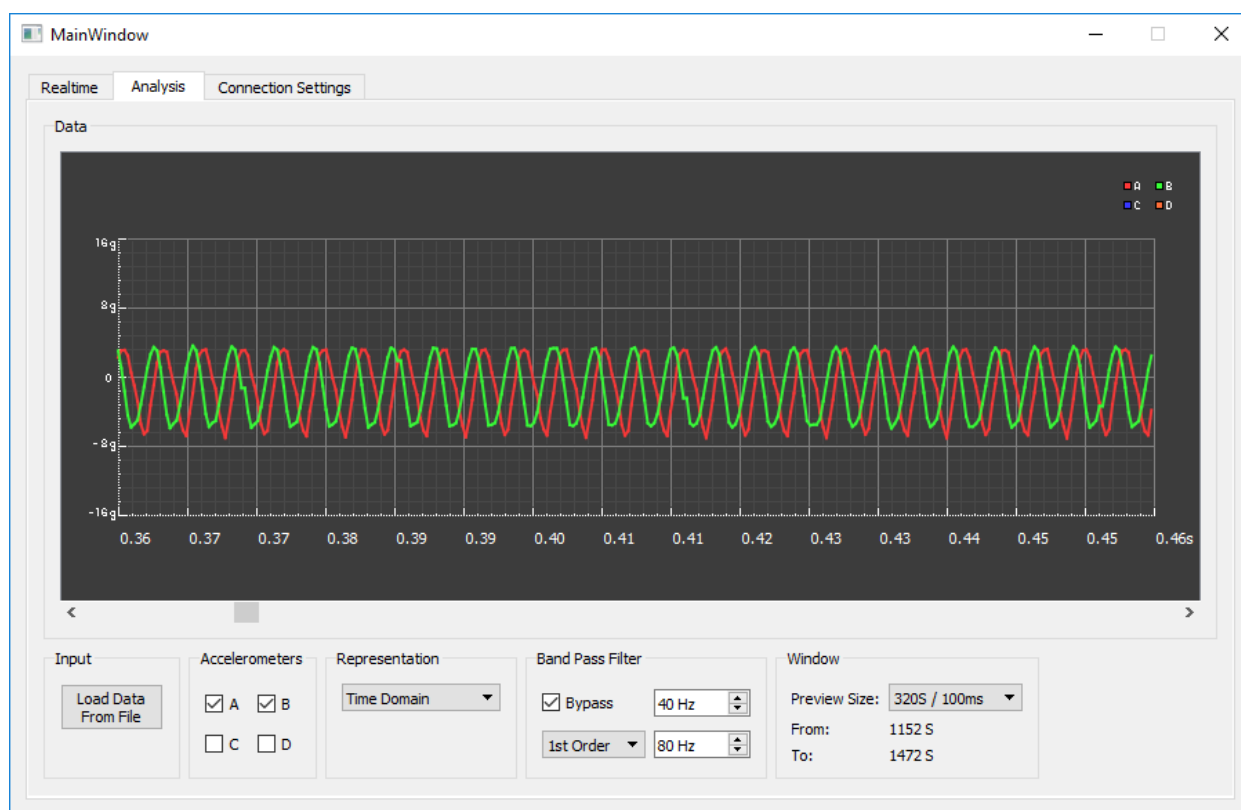 MainWindow
Realtime Analysis Connection Settings
Data
A B
C D
16g
8g
0
-8g
-16g
0.36 0.37 0.37 0.38 0.39 0.39 0.40 0.41 0.41 0.42 0.43 0.43 0.44 0.45 0.45 0.46s
Input Accelerometers Representation Band Pass Filter Window
Load Data
From File
A B
C D
Time Domain
Bypass 40 Hz
1st Order 80 Hz
Preview Size: 320S / 100ms
From: 1152 S
To: 1472 S